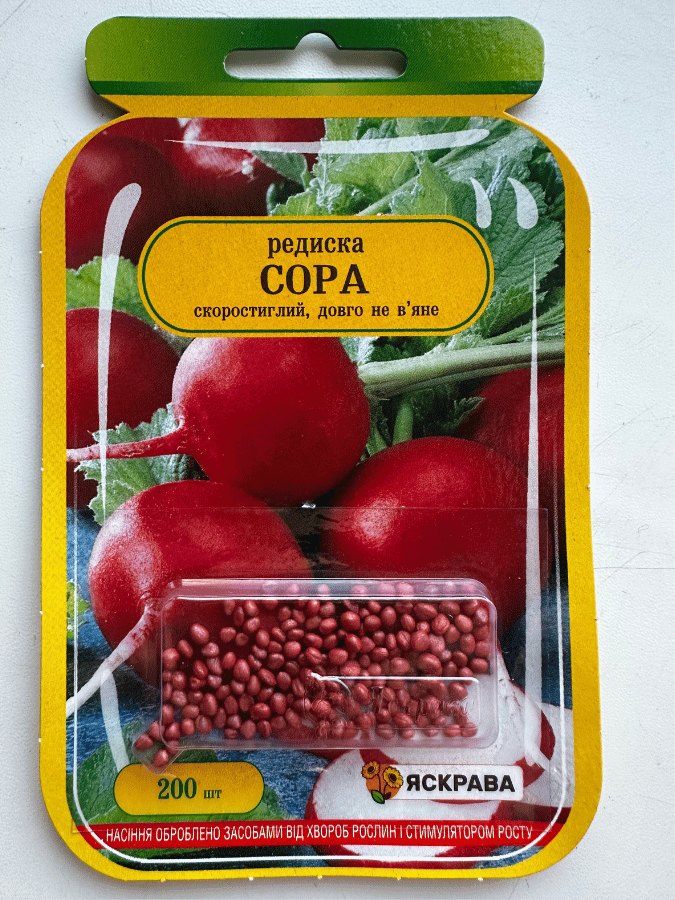 редиска
СОРА
скоростиглий, довго не в'яне
200 шт
ЯСКРАВА
НАСІННЯ ОБРОБЛЕНО ЗАСОБАМИ ВІД ХВОРОБ РОСЛИН І СТИМУЛЯТОРОМ РОСТУ